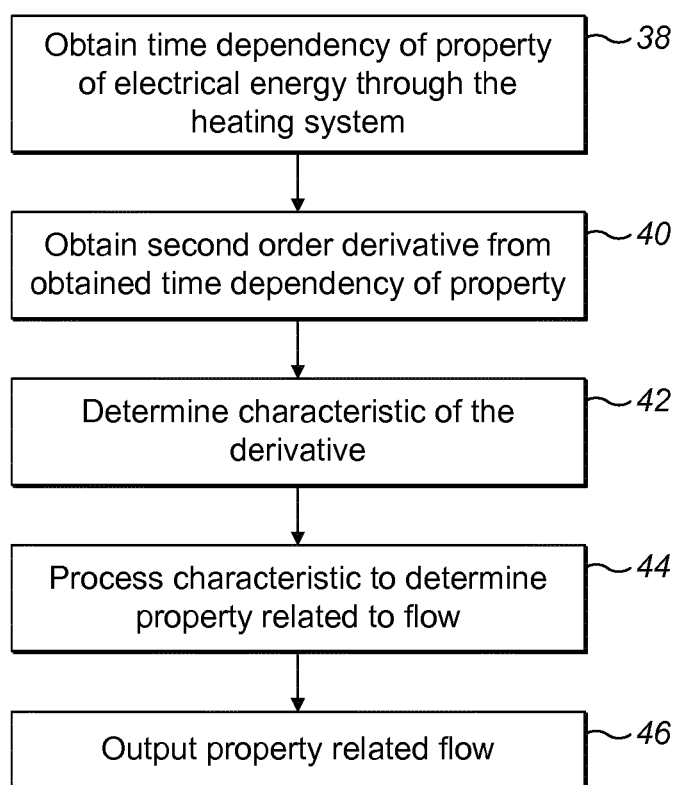 Obtain time dependency of property
of electrical energy through the
heating system
38
Obtain second order derivative from
obtained time dependency of property
40
Determine characteristic of the
derivative
42
Process characteristic to determine
property related to flow
44
Output property related flow
46